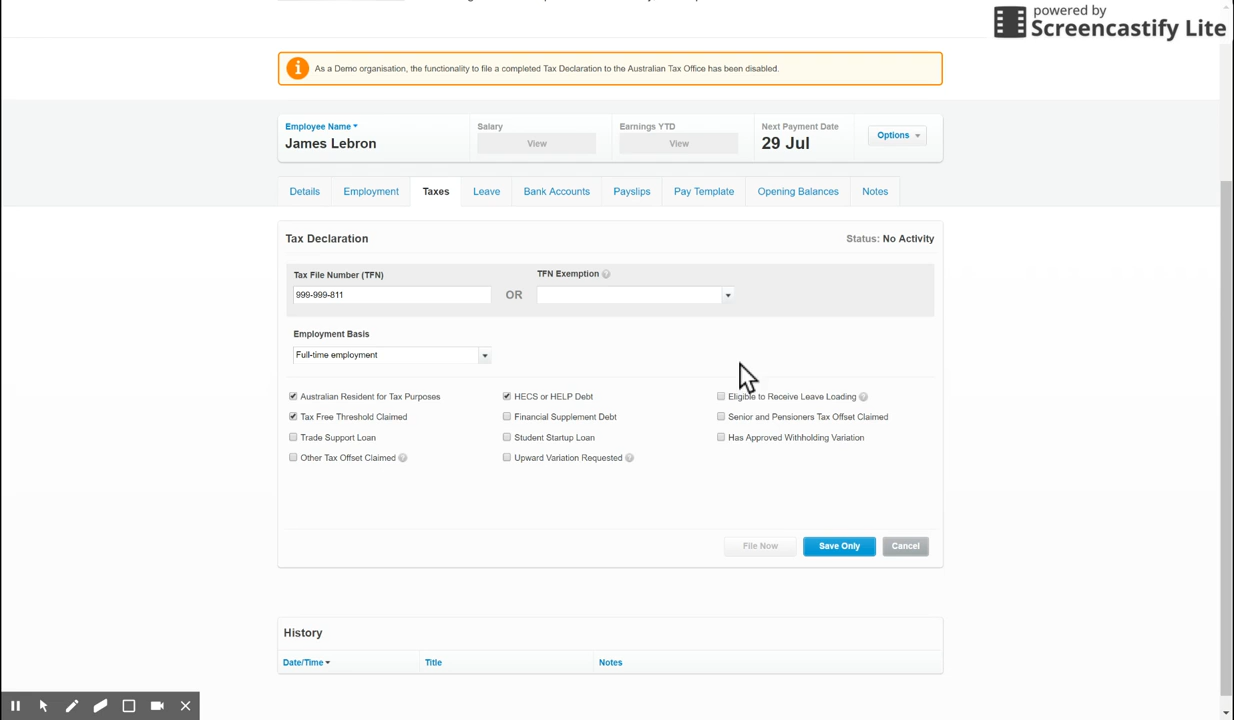 powered by
Screencastify Lite
As a Demo organisation, the functionality to file a completed Tax Declaration to the Australian Tax Office has been disabled.
Employee Name
Salary
Earnings YTD
Next Payment Date
James Lebron
View
View
29 Jul
Options
Details
Employment
Taxes
Leave
Bank Accounts
Payslips
Pay Template
Opening Balances
Notes
Tax Declaration
Status: No Activity
Tax File Number (TFN)
TFN Exemption ?
999-999-811
OR
Employment Basis
Full-time employment
Australian Resident for Tax Purposes
HECS or HELP Debt
Eligible to Receive Leave Loading ?
Tax Free Threshold Claimed
Financial Supplement Debt
Senior and Pensioners Tax Offset Claimed
Trade Support Loan
Student Startup Loan
Has Approved Withholding Variation
Other Tax Offset Claimed ?
Upward Variation Requested ?
File Now
Save Only
Cancel
History
Date/Time
Title
Notes